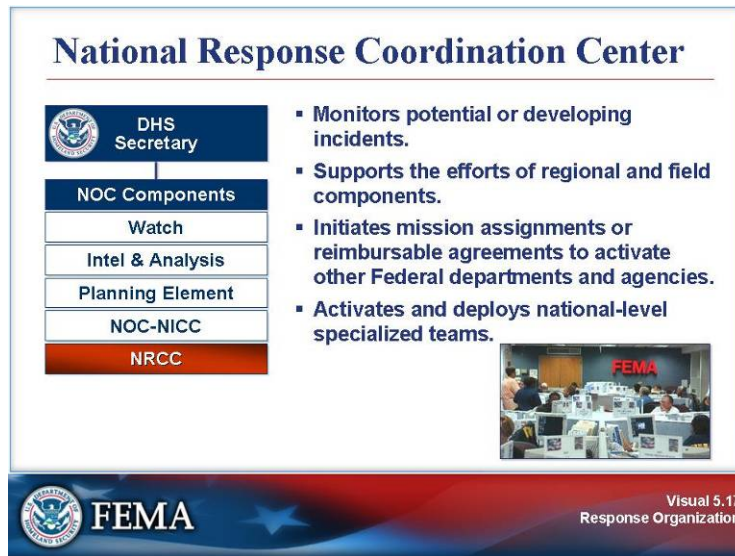 National Response Coordination Center
DHS
Secretary
NOC Components
Watch
Intel & Analysis
Planning Element
NOC-NICC
NRCC
▪ Monitors potential or developing
incidents.
▪ Supports the efforts of regional and field
components.
▪ Initiates mission assignments or
reimbursable agreements to activate
other Federal departments and agencies.
▪ Activates and deploys national-level
specialized teams.
FEMA
FEMA
Visual 5.17
Response Organization